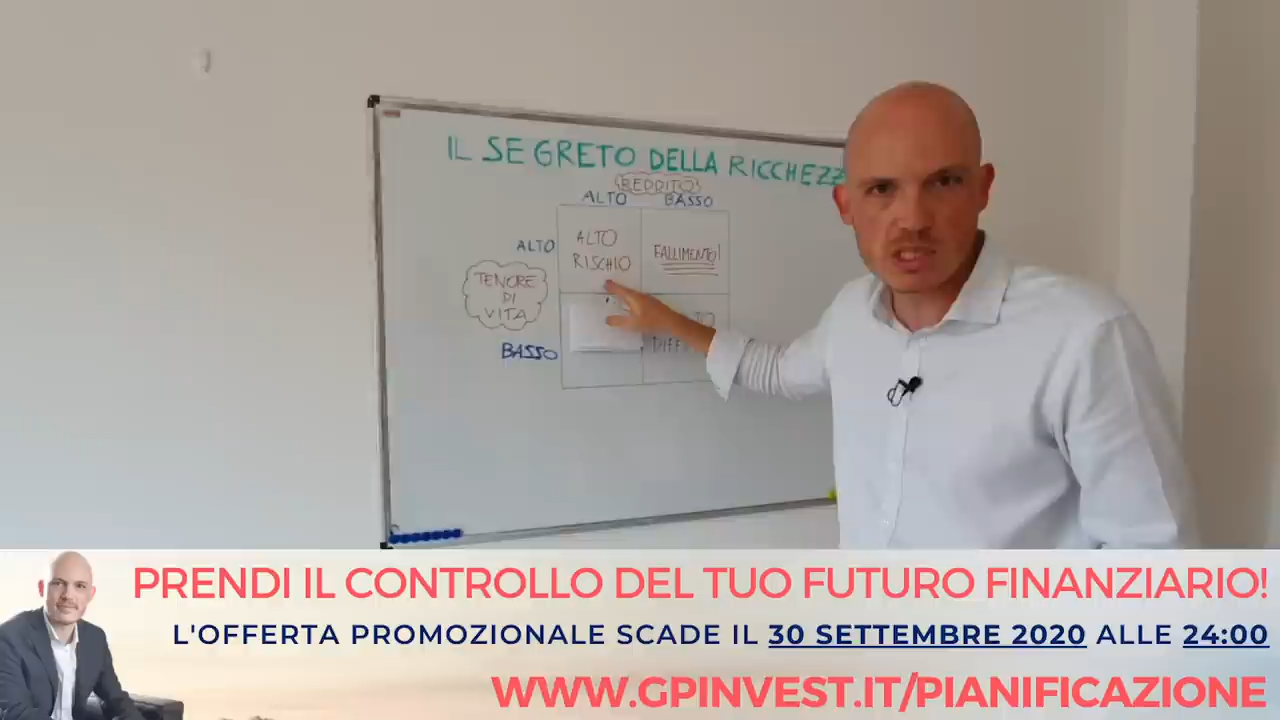 IL SEGRETO DELLA RICCHEZZ
REDDITO
ALTO BASSO
ALTO
ALTO
RISCHIO
FALLIMENTO!
TENORE
DI
VITA
BASSO
PRENDI IL CONTROLLO DEL TUO FUTURO FINANZIARIO!
L'OFFERTA PROMOZIONALE SCADE IL 30 SETTEMBRE 2020 ALLE 24:00
WWW.GPINVEST.IT/PIANIFICAZIONE